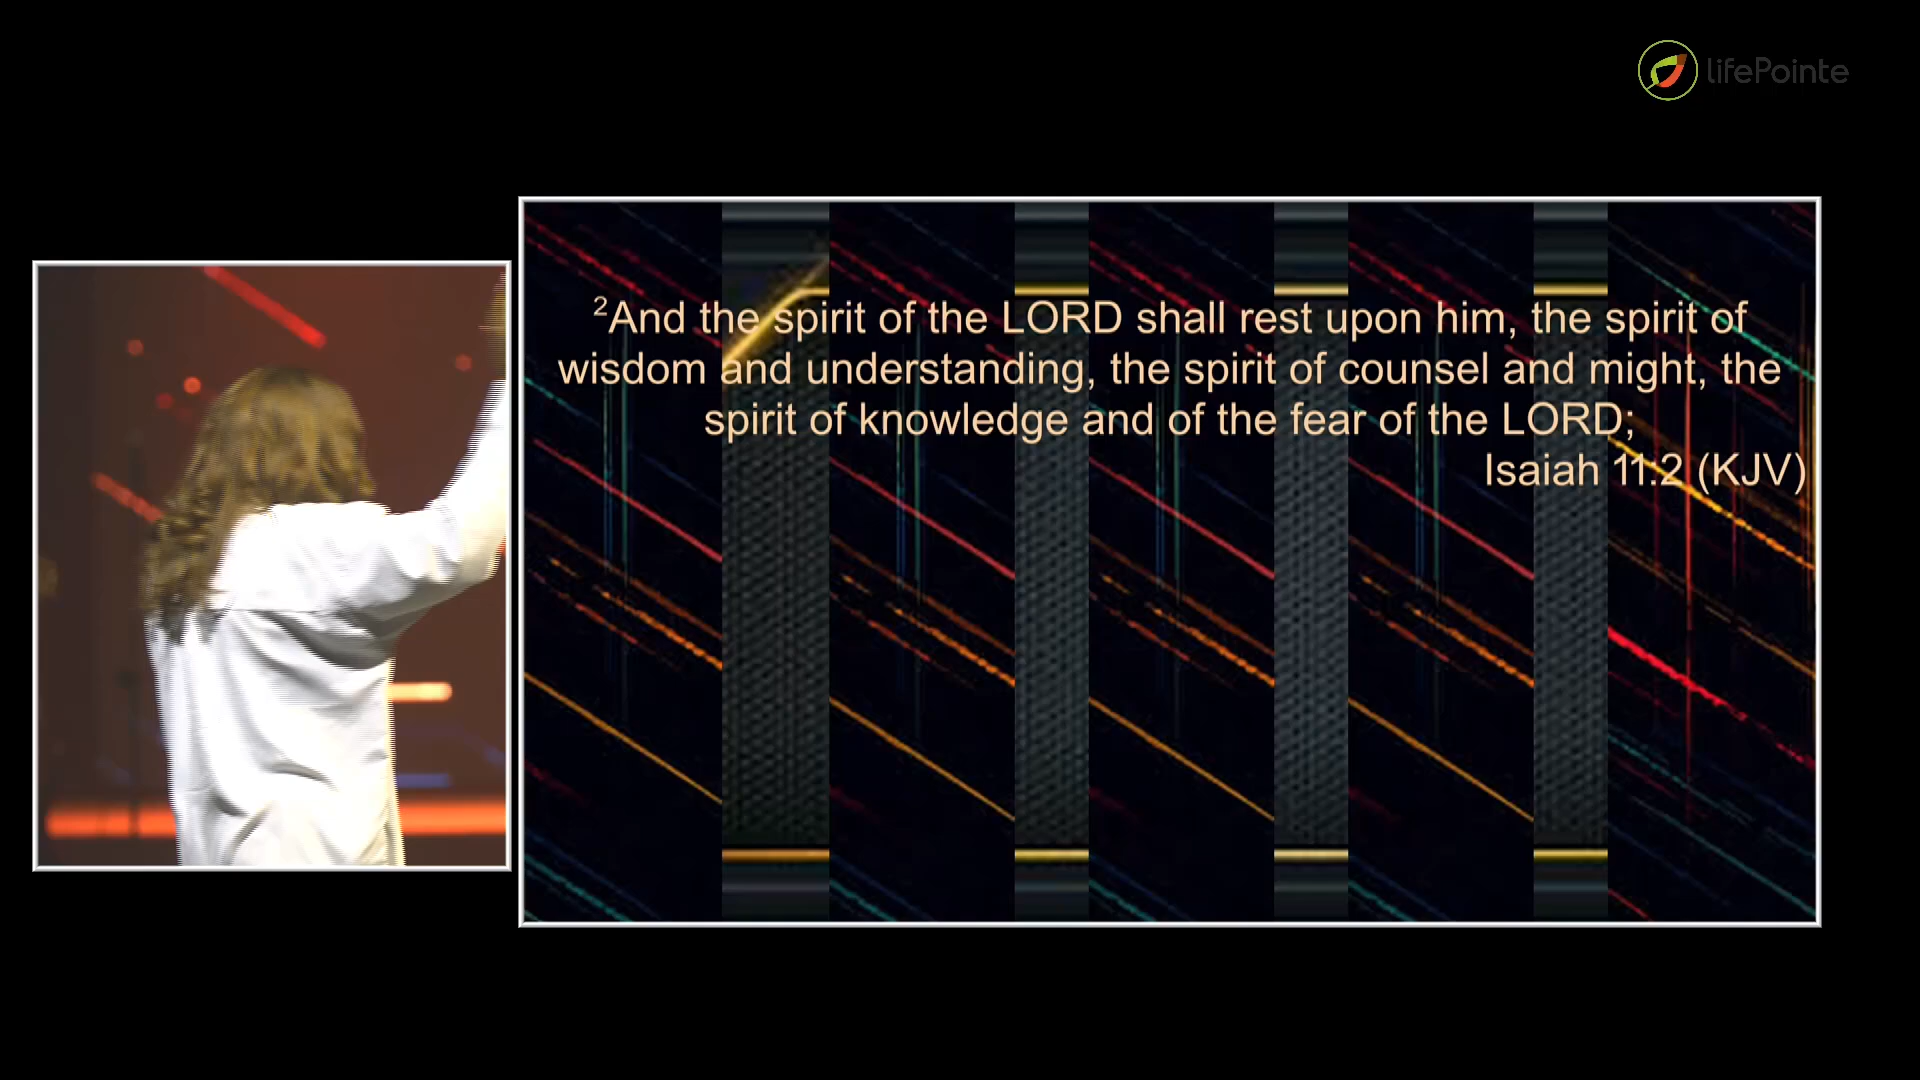 lifePointe
²And the spirit of the LORD shall rest upon him, the spirit of
wisdom and understanding, the spirit of counsel and might, the
spirit of knowledge and of the fear of the LORD;
Isaiah 11:2 (KJV)